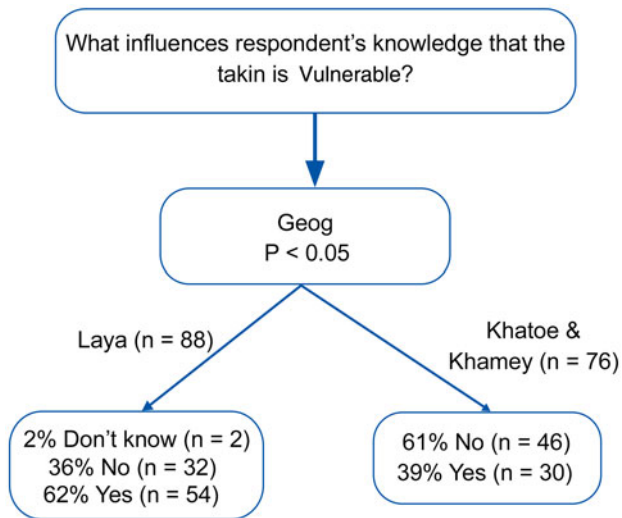 What influences respondent’s knowledge that the
takin is Vulnerable?
Geog
P < 0.05
Laya (n = 88)
Khatoe &
Khamey (n = 76)
2% Don’t know (n = 2)
36% No (n = 32)
62% Yes (n = 54)
61% No (n = 46)
39% Yes (n = 30)